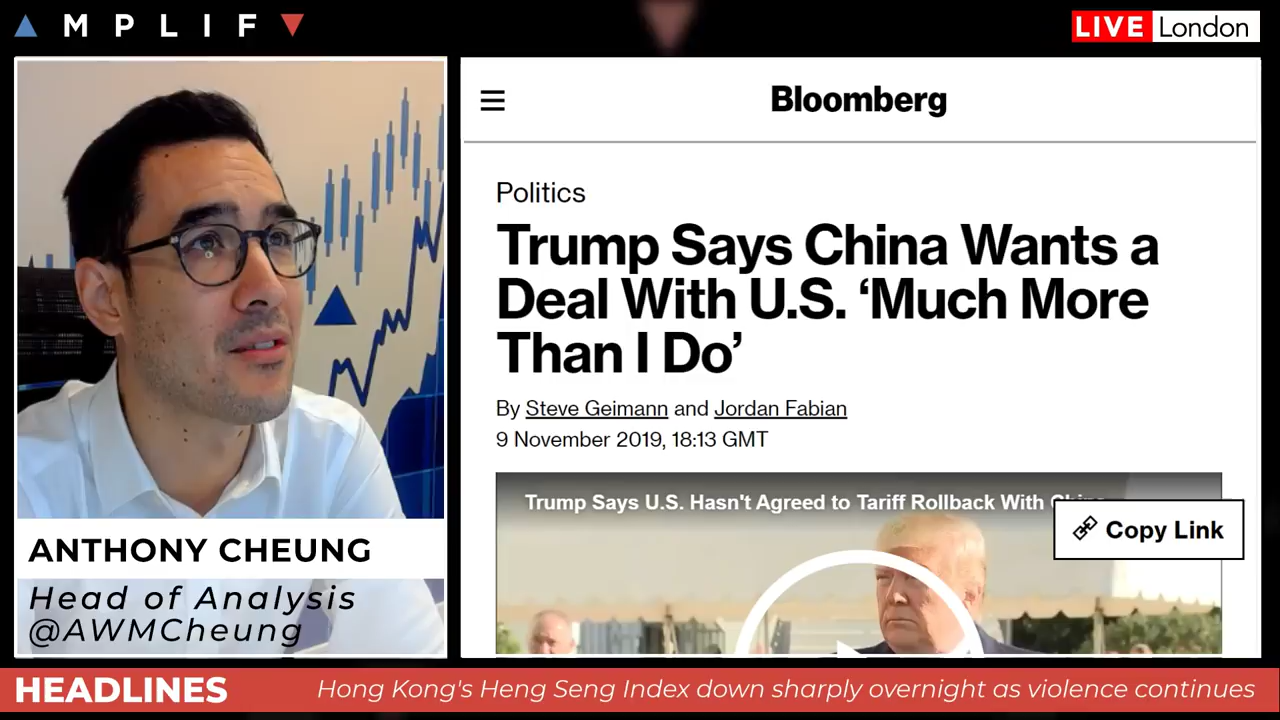 AMPLIFY
LIVE London
Bloomberg
Politics
Trump Says China Wants a
Deal With U.S. ‘Much More
Than I Do’
By Steve Geimann and Jordan Fabian
9 November 2019, 18:13 GMT
Trump Says U.S. Hasn't Agreed to Tariff Rollback With China
Copy Link
ANTHONY CHEUNG
Head of Analysis
@AWMCheung
HEADLINES Hong Kong's Heng Seng Index down sharply overnight as violence continues